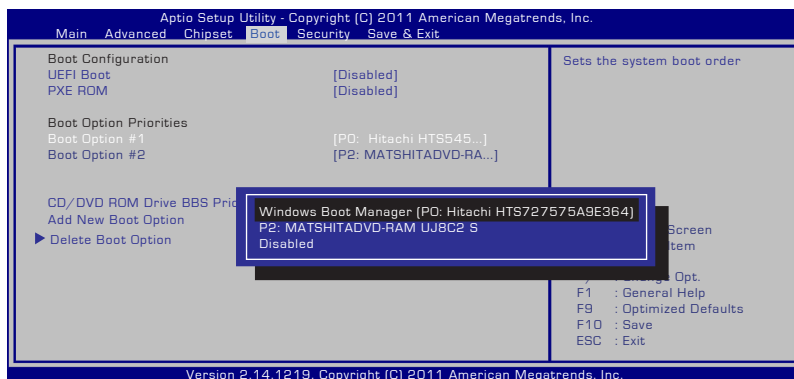 Aptio Setup Utility - Copyright (C) 2011 American Megatrends, Inc.
Main Advanced Chipset Boot Security Save & Exit
Boot Configuration
UEFI Boot [Disabled]
PXE ROM [Disabled]
Boot Option Priorities
Boot Option #1 [P0: Hitachi HTS545...]
Boot Option #2 [P2: MATSHITADVD-RA...]
CD/DVD ROM Drive BBS
Add New Boot Option
Delete Boot Option
Windows Boot Manager (P0: Hitachi HTS727575A9E364)
P2: MATSHITADVD-RAM UJ8C2 S
Disabled
Sets the system boot order
Screen
Opt.
F1 : General Help
F9 : Optimized Defaults
F10 : Save
ESC : Exit
Version 2.14.1219. Copyright (C) 2011 American Megatrends, Inc.